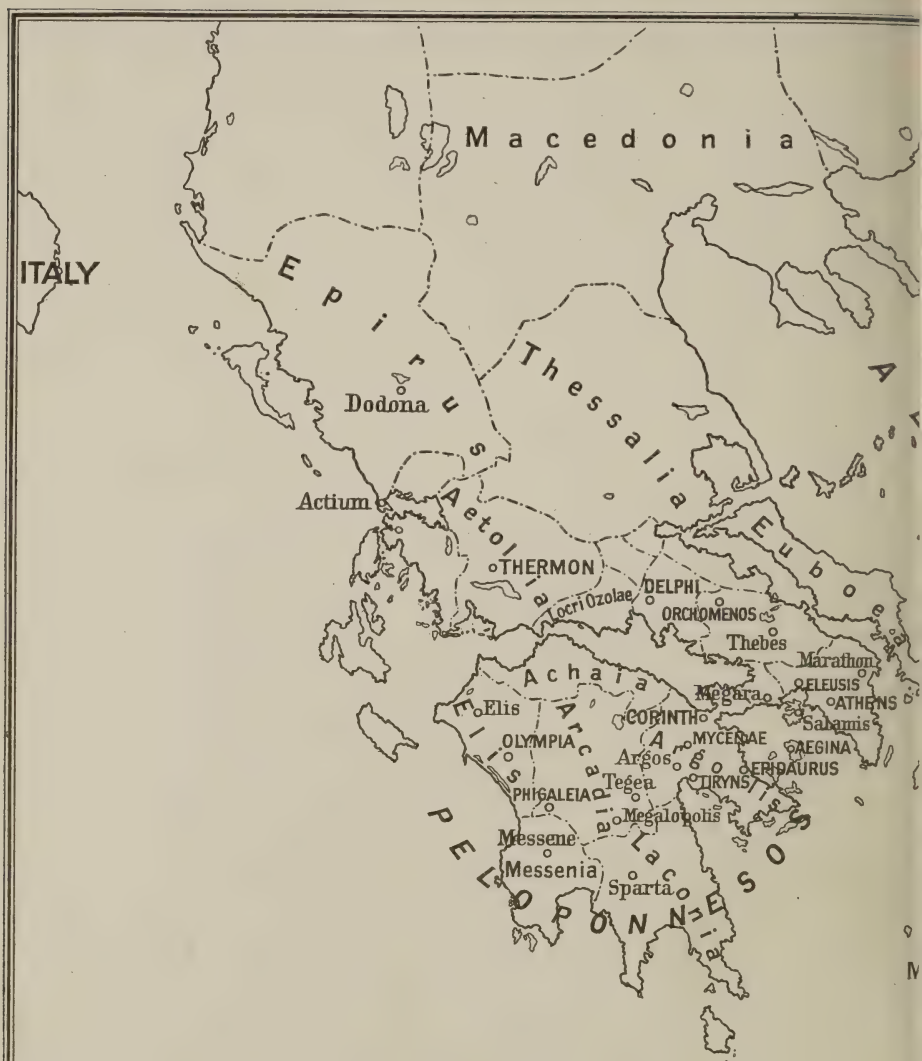 Macedonia
ITALY
Epirus
Thessalia
A
Dodona
Actium
Aetolia
Euboea
THERMON
DELPHI
Locri Ozolae
ORCHOMENOS
Thebes
Marathon
Achaia
ELEUSIS
Megara
ATHENS
Elis
Elis
Arcadia
CORINTH
Salamis
OLYMPIA
Argolis
MYCENAE
AEGINA
Argos
EPIDAURUS
Tegea
TIRYNS
PHIGALEIA
Megalopolis
PELOPONNESOS
Messene
Laconia
Messenia
Sparta
M